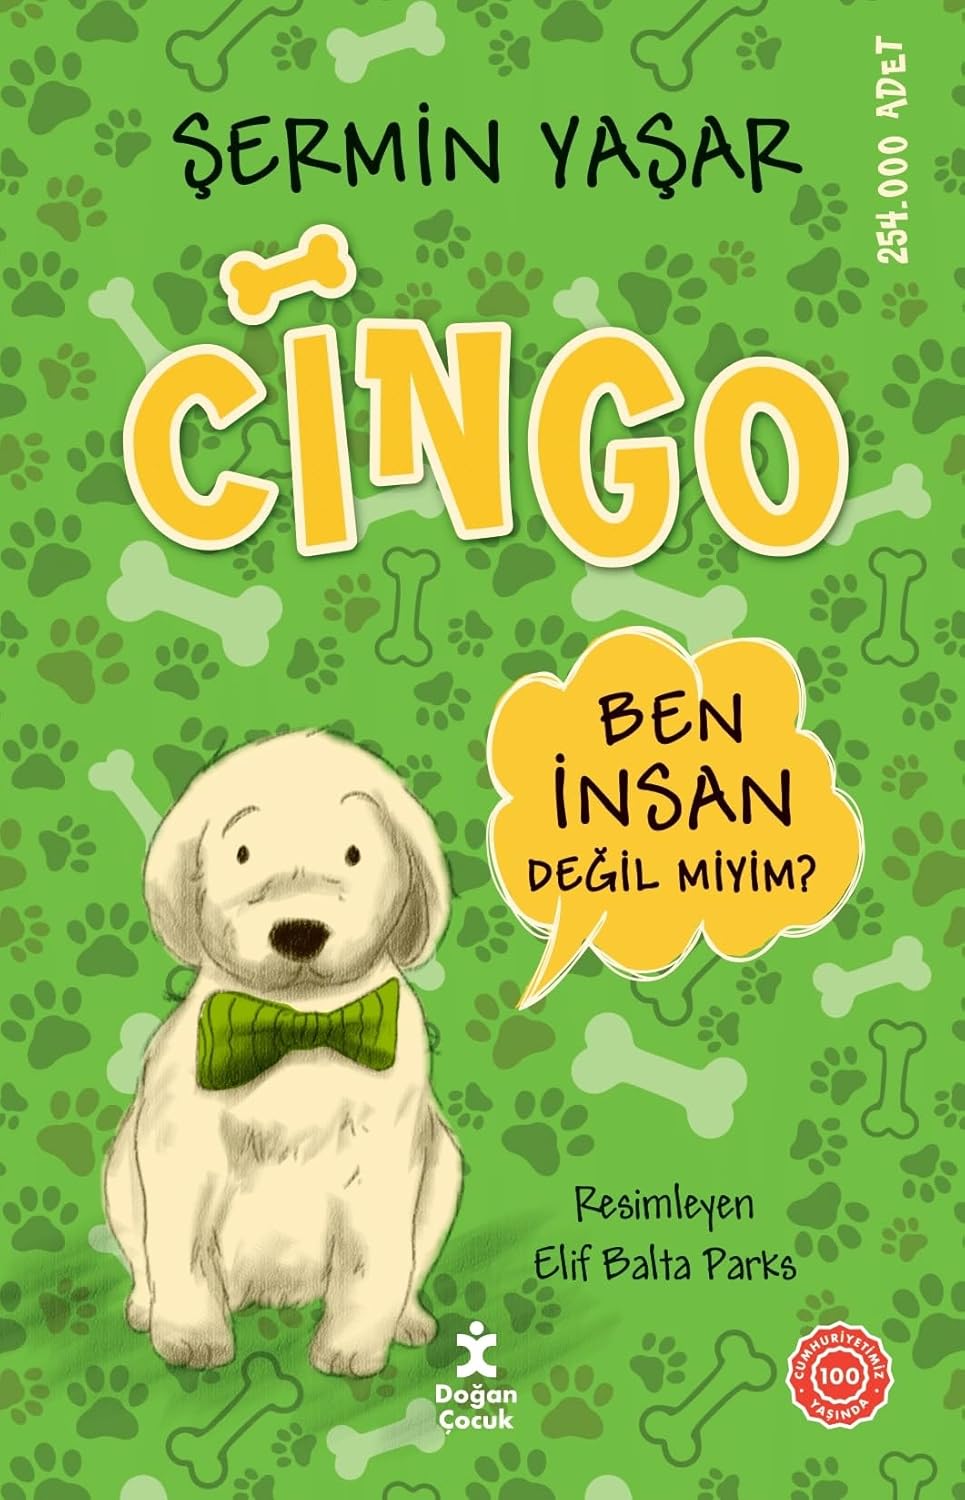 ŞERMİN YAŞAR
254.000 ADET
CİNGO
BEN
İNSAN
DEĞİL MİYİM?
Resimleyen
Elif Balta Parks
Doğan
Çocuk
CUMHURİYETİMİZ
100
YAŞINDA